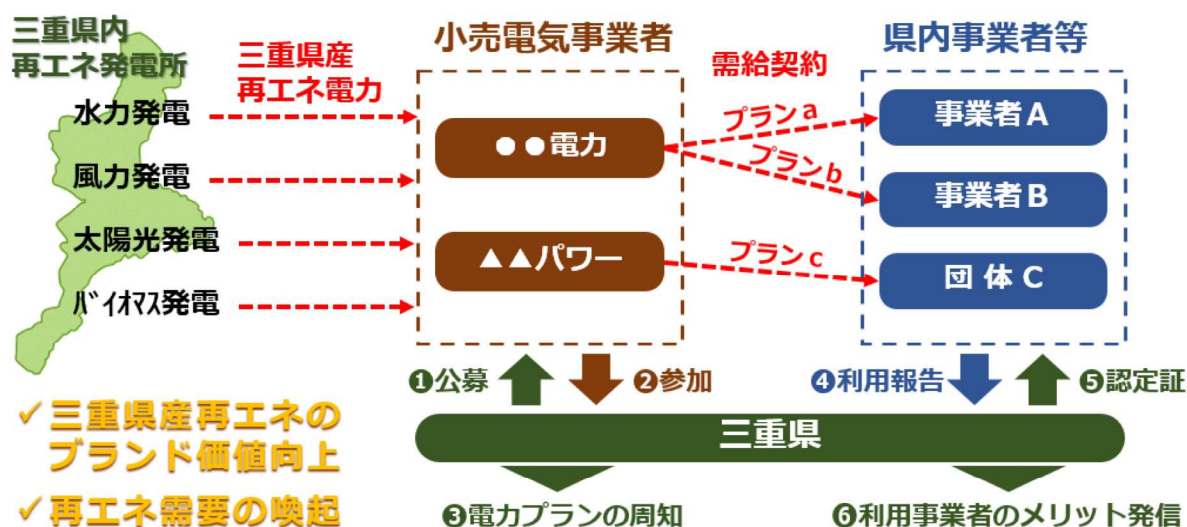 三重県内
再エネ発電所
水力発電
風力発電
太陽光発電
ﾊﾞｲｵﾏｽ発電
三重県産
再エネ電力
小売電気事業者
●●電力
▲▲パワー
需給契約
プランa
プランb
プランc
県内事業者等
事業者A
事業者B
団体C
❶公募
❷参加
❹利用報告
❺認定証
三重県
❸電力プランの周知
❻利用事業者のメリット発信
✓三重県産再エネの
ブランド価値向上
✓再エネ需要の喚起